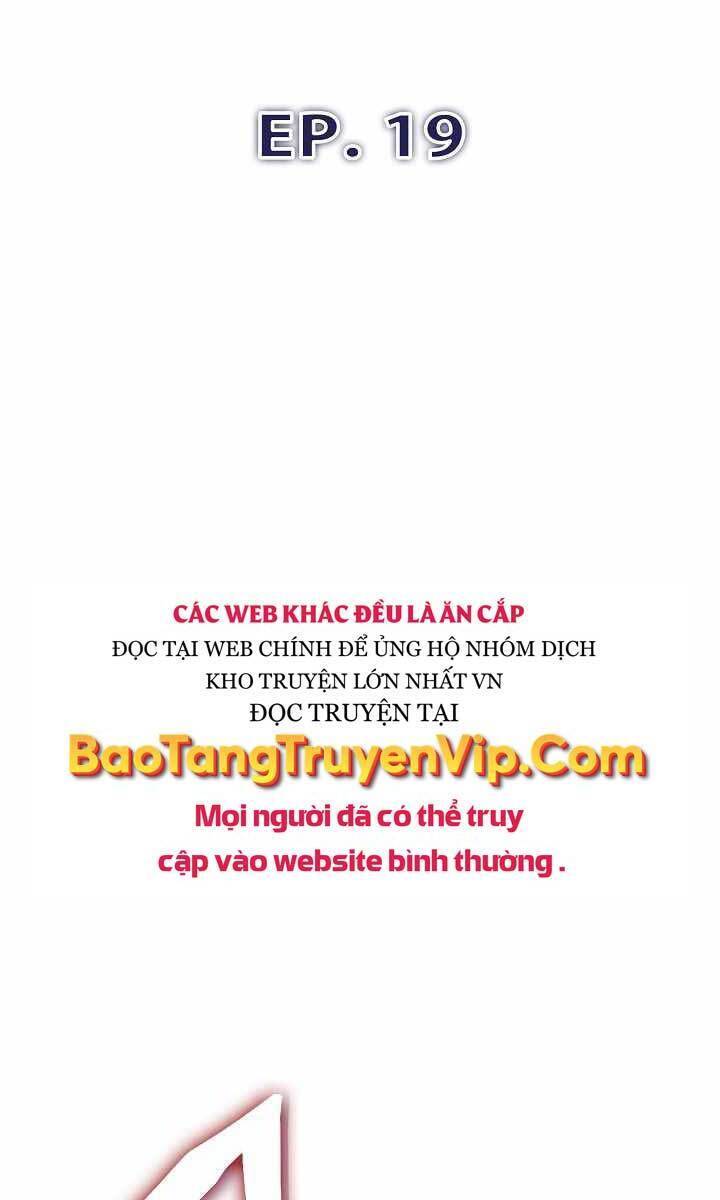 EP. 19
CÁC WEB KHÁC ĐỀU LÀ ĂN CẮP
ĐỌC TẠI WEB CHÍNH ĐỂ ỦNG HỘ NHÓM DỊCH
KHO TRUYỆN LỚN NHẤT VN
ĐỌC TRUYỆN TẠI
BaoTangTruyenVip.Com
Mọi người đã có thể truy
cập vào website bình thường.